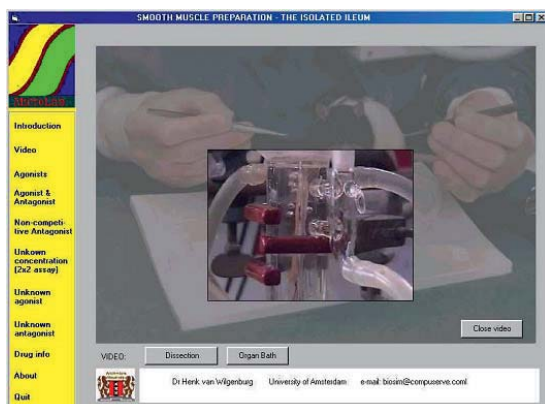 SMOOTH MUSCLE PREPARATION - THE ISOLATED ILEUM
MicroLabs
Introduction
Video
Agonists
Agonist &
Antagonist
Non-competi-
tive Antagonist
Unkown
concentration
(2x2 assay)
Unknown
agonist
Unknown
antagonist
Drug info
About
Quit
Close video
VIDEO:
Dissection
Organ Bath
Dr Henk van Wilgenburg University of Amsterdam e-mail: biosim@compuserve.coml